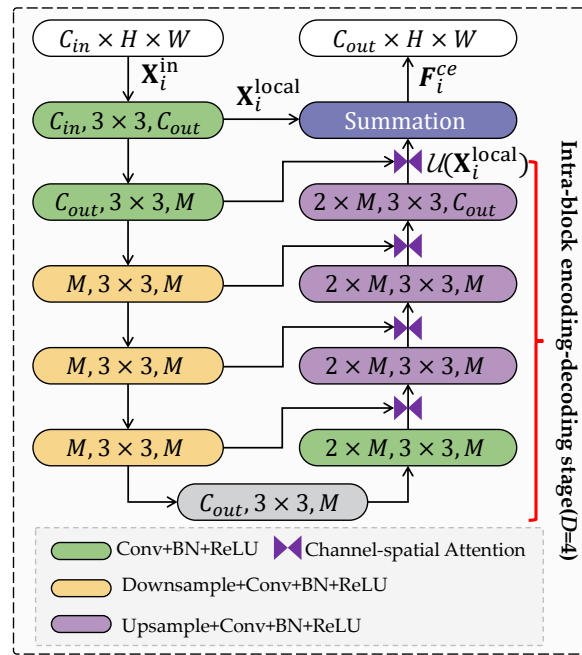 C_in × H × W
C_out × H × W
X_i^in
X_i^local
F_i^ce
C_in, 3 × 3, C_out
Summation
U(X_i^local)
C_out, 3 × 3, M
2 × M, 3 × 3, C_out
M, 3 × 3, M
2 × M, 3 × 3, M
M, 3 × 3, M
2 × M, 3 × 3, M
M, 3 × 3, M
2 × M, 3 × 3, M
C_out, 3 × 3, M
Intra-block encoding-decoding stage(D=4)
Conv+BN+ReLU
Channel-spatial Attention
Downsample+Conv+BN+ReLU
Upsample+Conv+BN+ReLU